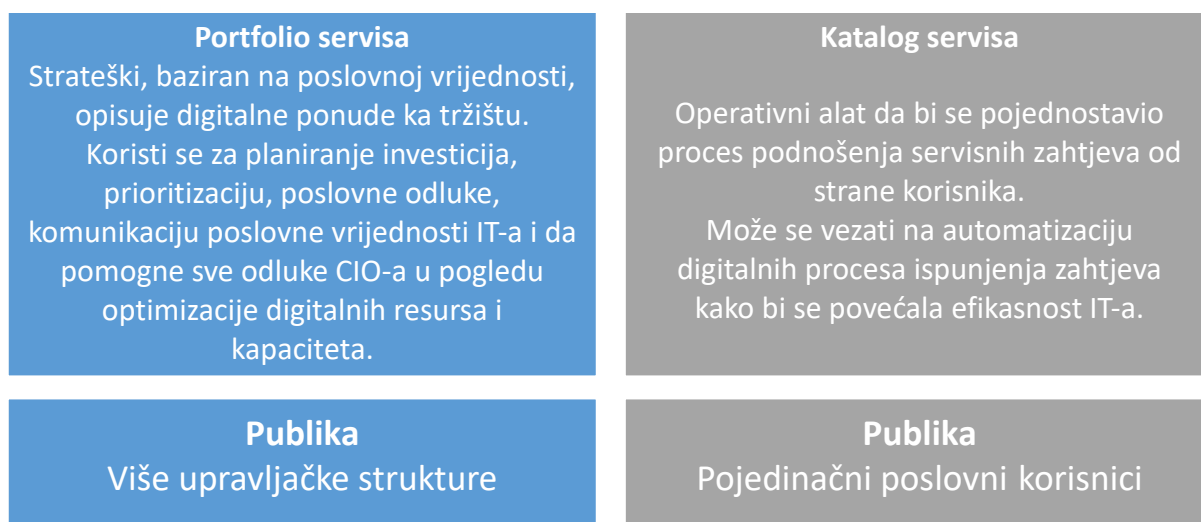 Portfolio servisa
Strateški, baziran na poslovnoj vrijednosti,
opisuje digitalne ponude ka tržištu.
Koristi se za planiranje investicija,
prioritizaciju, poslovne odluke,
komunikaciju poslovne vrijednosti IT-a i da
pomogne sve odluke CIO-a u pogledu
optimizacije digitalnih resursa i
kapaciteta.
Katalog servisa
Operativni alat da bi se pojednostavio
proces podnošenja servisnih zahtjeva od
strane korisnika.
Može se vezati na automatizaciju
digitalnih procesa ispunjenja zahtjeva
kako bi se povećala efikasnost IT-a.
Publika
Više upravljačke strukture
Publika
Pojedinačni poslovni korisnici